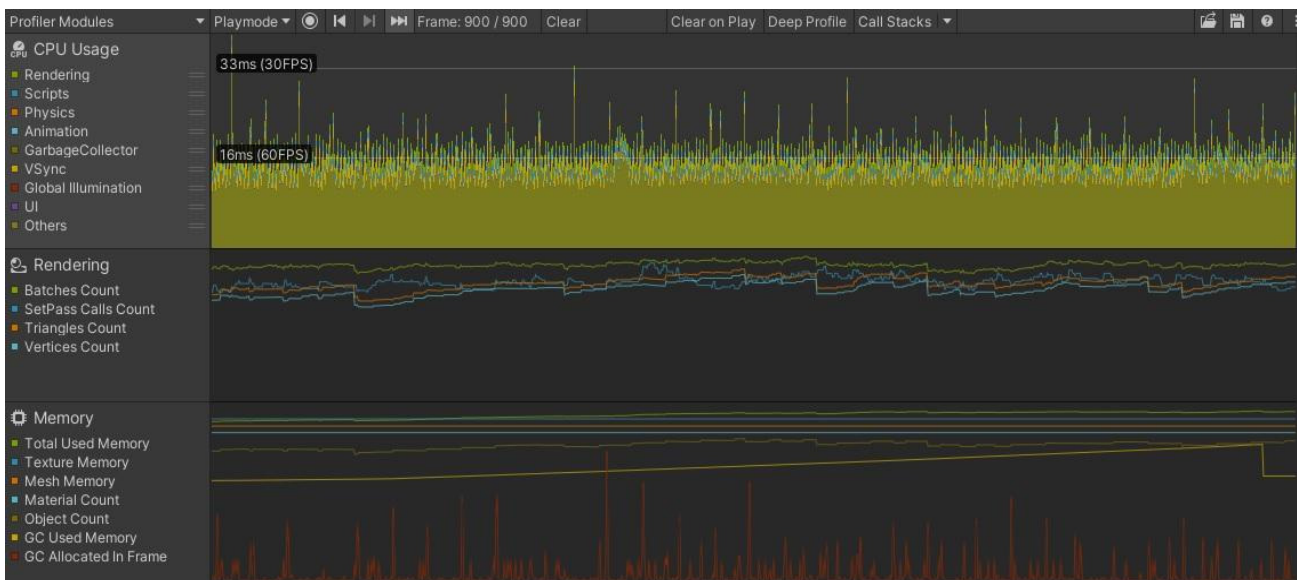 Profiler Modules Playmode Frame: 900 / 900 Clear Clear on Play Deep Profile Call Stacks
CPU Usage
Rendering
Scripts
Physics
Animation
GarbageCollector
VSync
Global Illumination
UI
Others
33ms (30FPS)
16ms (60FPS)
Rendering
Batches Count
SetPass Calls Count
Triangles Count
Vertices Count
Memory
Total Used Memory
Texture Memory
Mesh Memory
Material Count
Object Count
GC Used Memory
GC Allocated In Frame